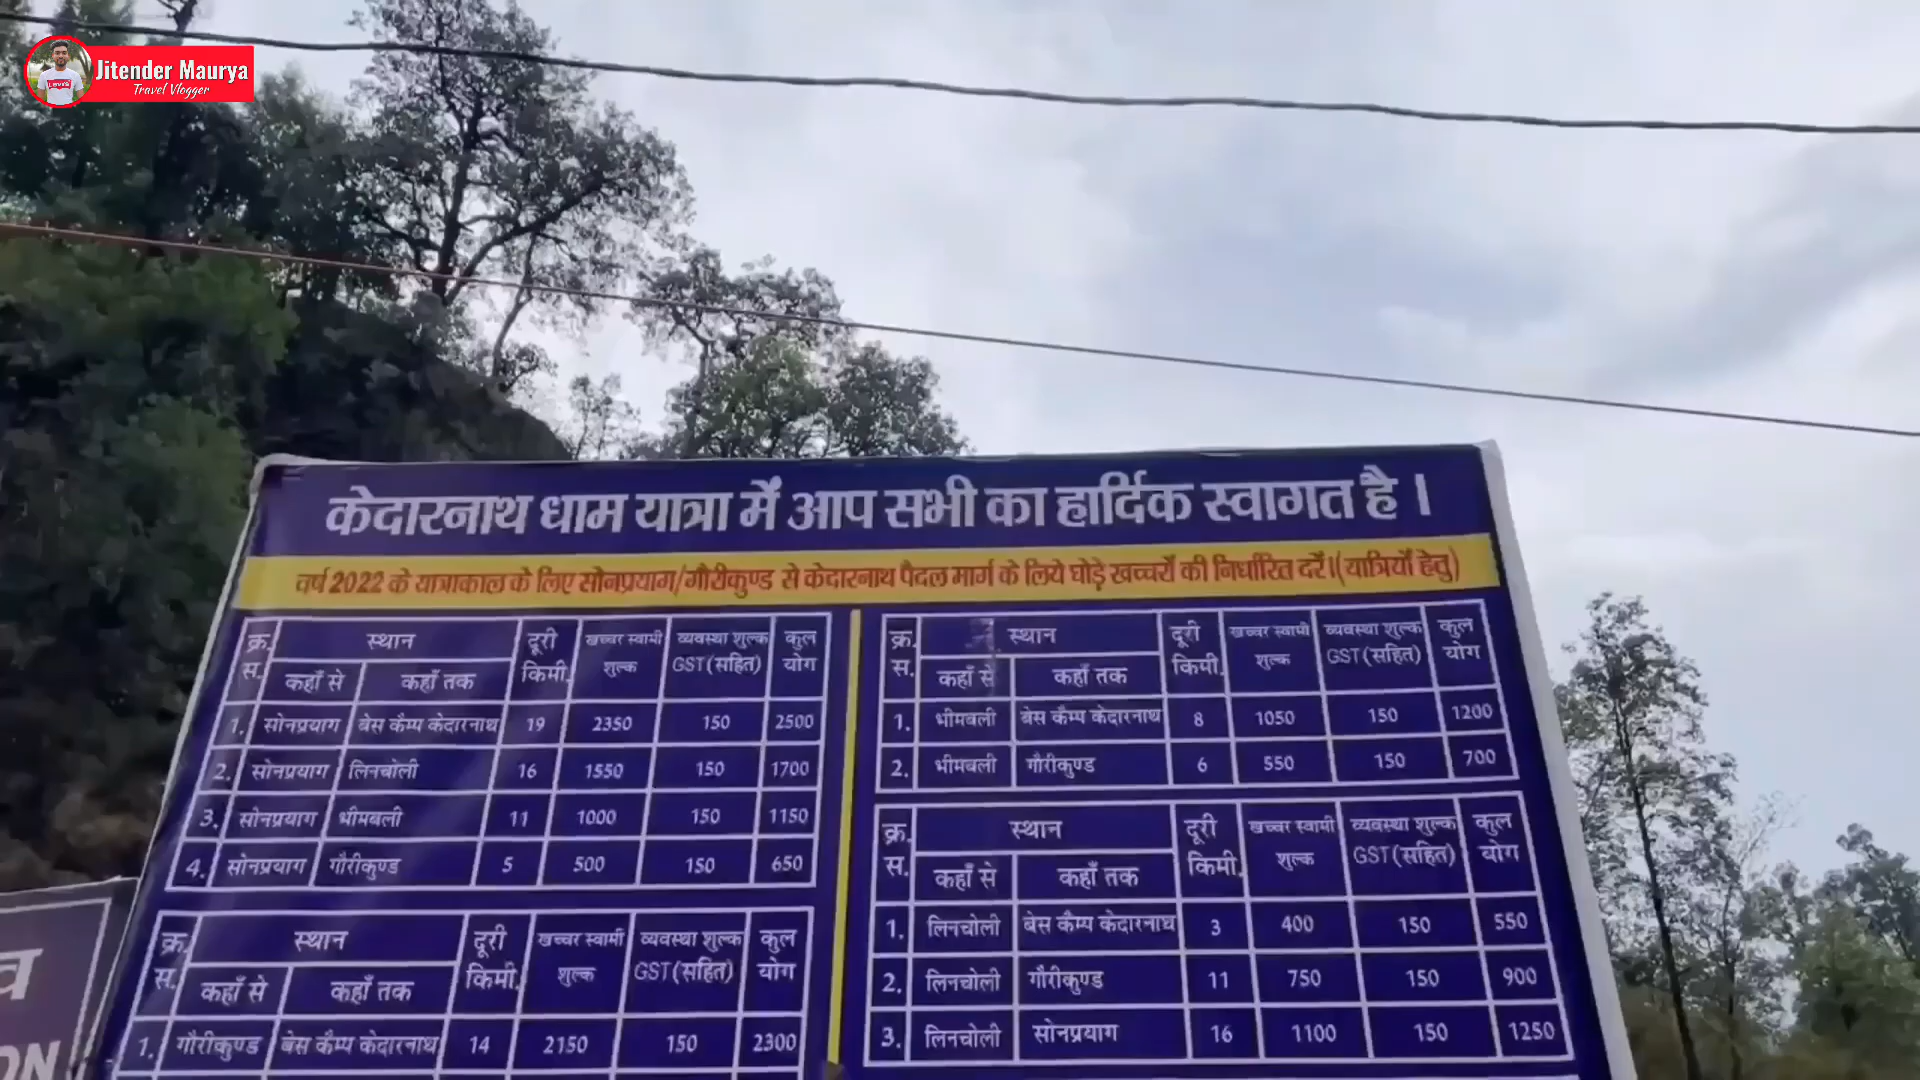 Jitender Maurya
Travel Vlogger
केदारनाथ धाम यात्रा में आप सभी का हार्दिक स्वागत है।
वर्ष 2022 के यात्राकाल के लिए सोनप्रयाग/गौरीकुण्ड से केदारनाथ पैदल मार्ग के लिये घोड़े खच्चरों की निर्धारित दरें।(यात्रियों हेतु)
क्र. स. स्थान दूरी किमी. खच्चर स्वामी शुल्क व्यवस्था शुल्क GST(सहित) कुल योग
कहाँ से कहाँ तक
1. सोनप्रयाग बेस कैम्प केदारनाथ 19 2350 150 2500
2. सोनप्रयाग लिनचोली 16 1550 150 1700
3. सोनप्रयाग भीमबली 11 1000 150 1150
4. सोनप्रयाग गौरीकुण्ड 5 500 150 650
क्र. स. स्थान दूरी किमी. खच्चर स्वामी शुल्क व्यवस्था शुल्क GST(सहित) कुल योग
कहाँ से कहाँ तक
1. गौरीकुण्ड बेस कैम्प केदारनाथ 14 2150 150 2300
क्र. स. स्थान दूरी किमी. खच्चर स्वामी शुल्क व्यवस्था शुल्क GST(सहित) कुल योग
कहाँ से कहाँ तक
1. भीमबली बेस कैम्प केदारनाथ 8 1050 150 1200
2. भीमबली गौरीकुण्ड 6 550 150 700
क्र. स. स्थान दूरी किमी. खच्चर स्वामी शुल्क व्यवस्था शुल्क GST(सहित) कुल योग
कहाँ से कहाँ तक
1. लिनचोली बेस कैम्प केदारनाथ 3 400 150 550
2. लिनचोली गौरीकुण्ड 11 750 150 900
3. लिनचोली सोनप्रयाग 16 1100 150 1250